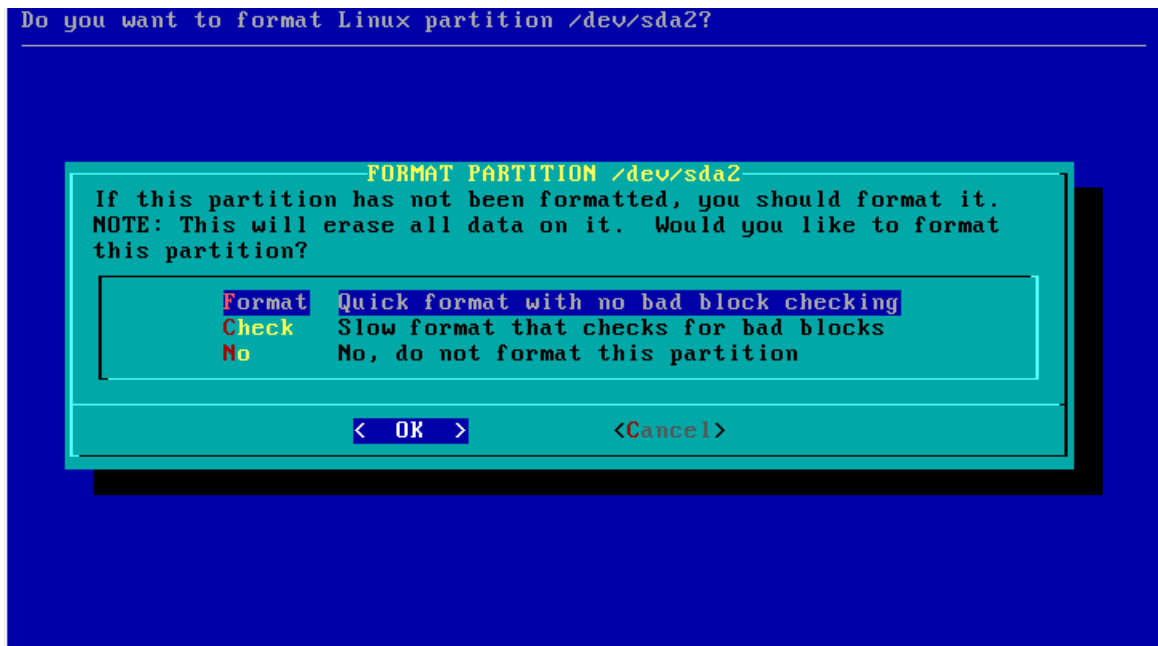 Do you want to format Linux partition /dev/sda2?
FORMAT PARTITION /dev/sda2
If this partition has not been formatted, you should format it.
NOTE: This will erase all data on it.  Would you like to format
this partition?
Format  Quick format with no bad block checking
Check  Slow format that checks for bad blocks
No  No, do not format this partition
<  OK  >  <Cancel>